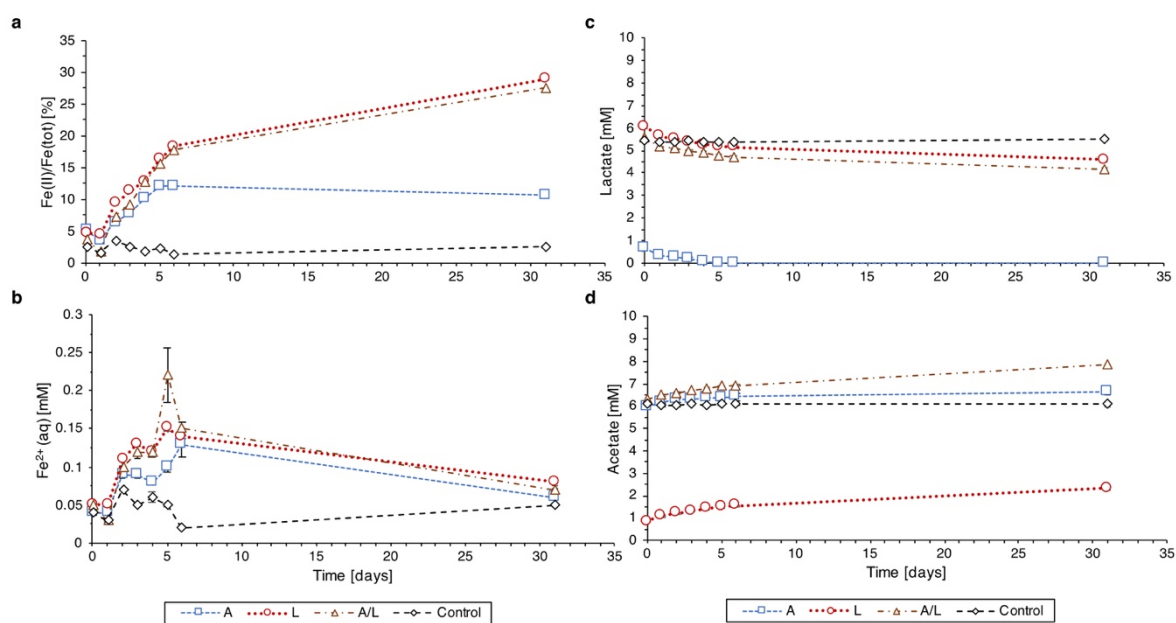 a
35
30
25
20
15
10
5
0
Fe(II)/Fe(tot) [%]
0 5 10 15 20 25 30 35
b
0.3
0.25
0.2
0.15
0.1
0.05
0
Fe²⁺(aq) [mM]
0 5 10 15 20 25 30 35
Time [days]
A L A/L Control
c
10
9
8
7
6
5
4
3
2
1
0
Lactate [mM]
0 5 10 15 20 25 30 35
d
10
9
8
7
6
5
4
3
2
1
0
Acetate [mM]
0 5 10 15 20 25 30 35
Time [days]
A L A/L Control